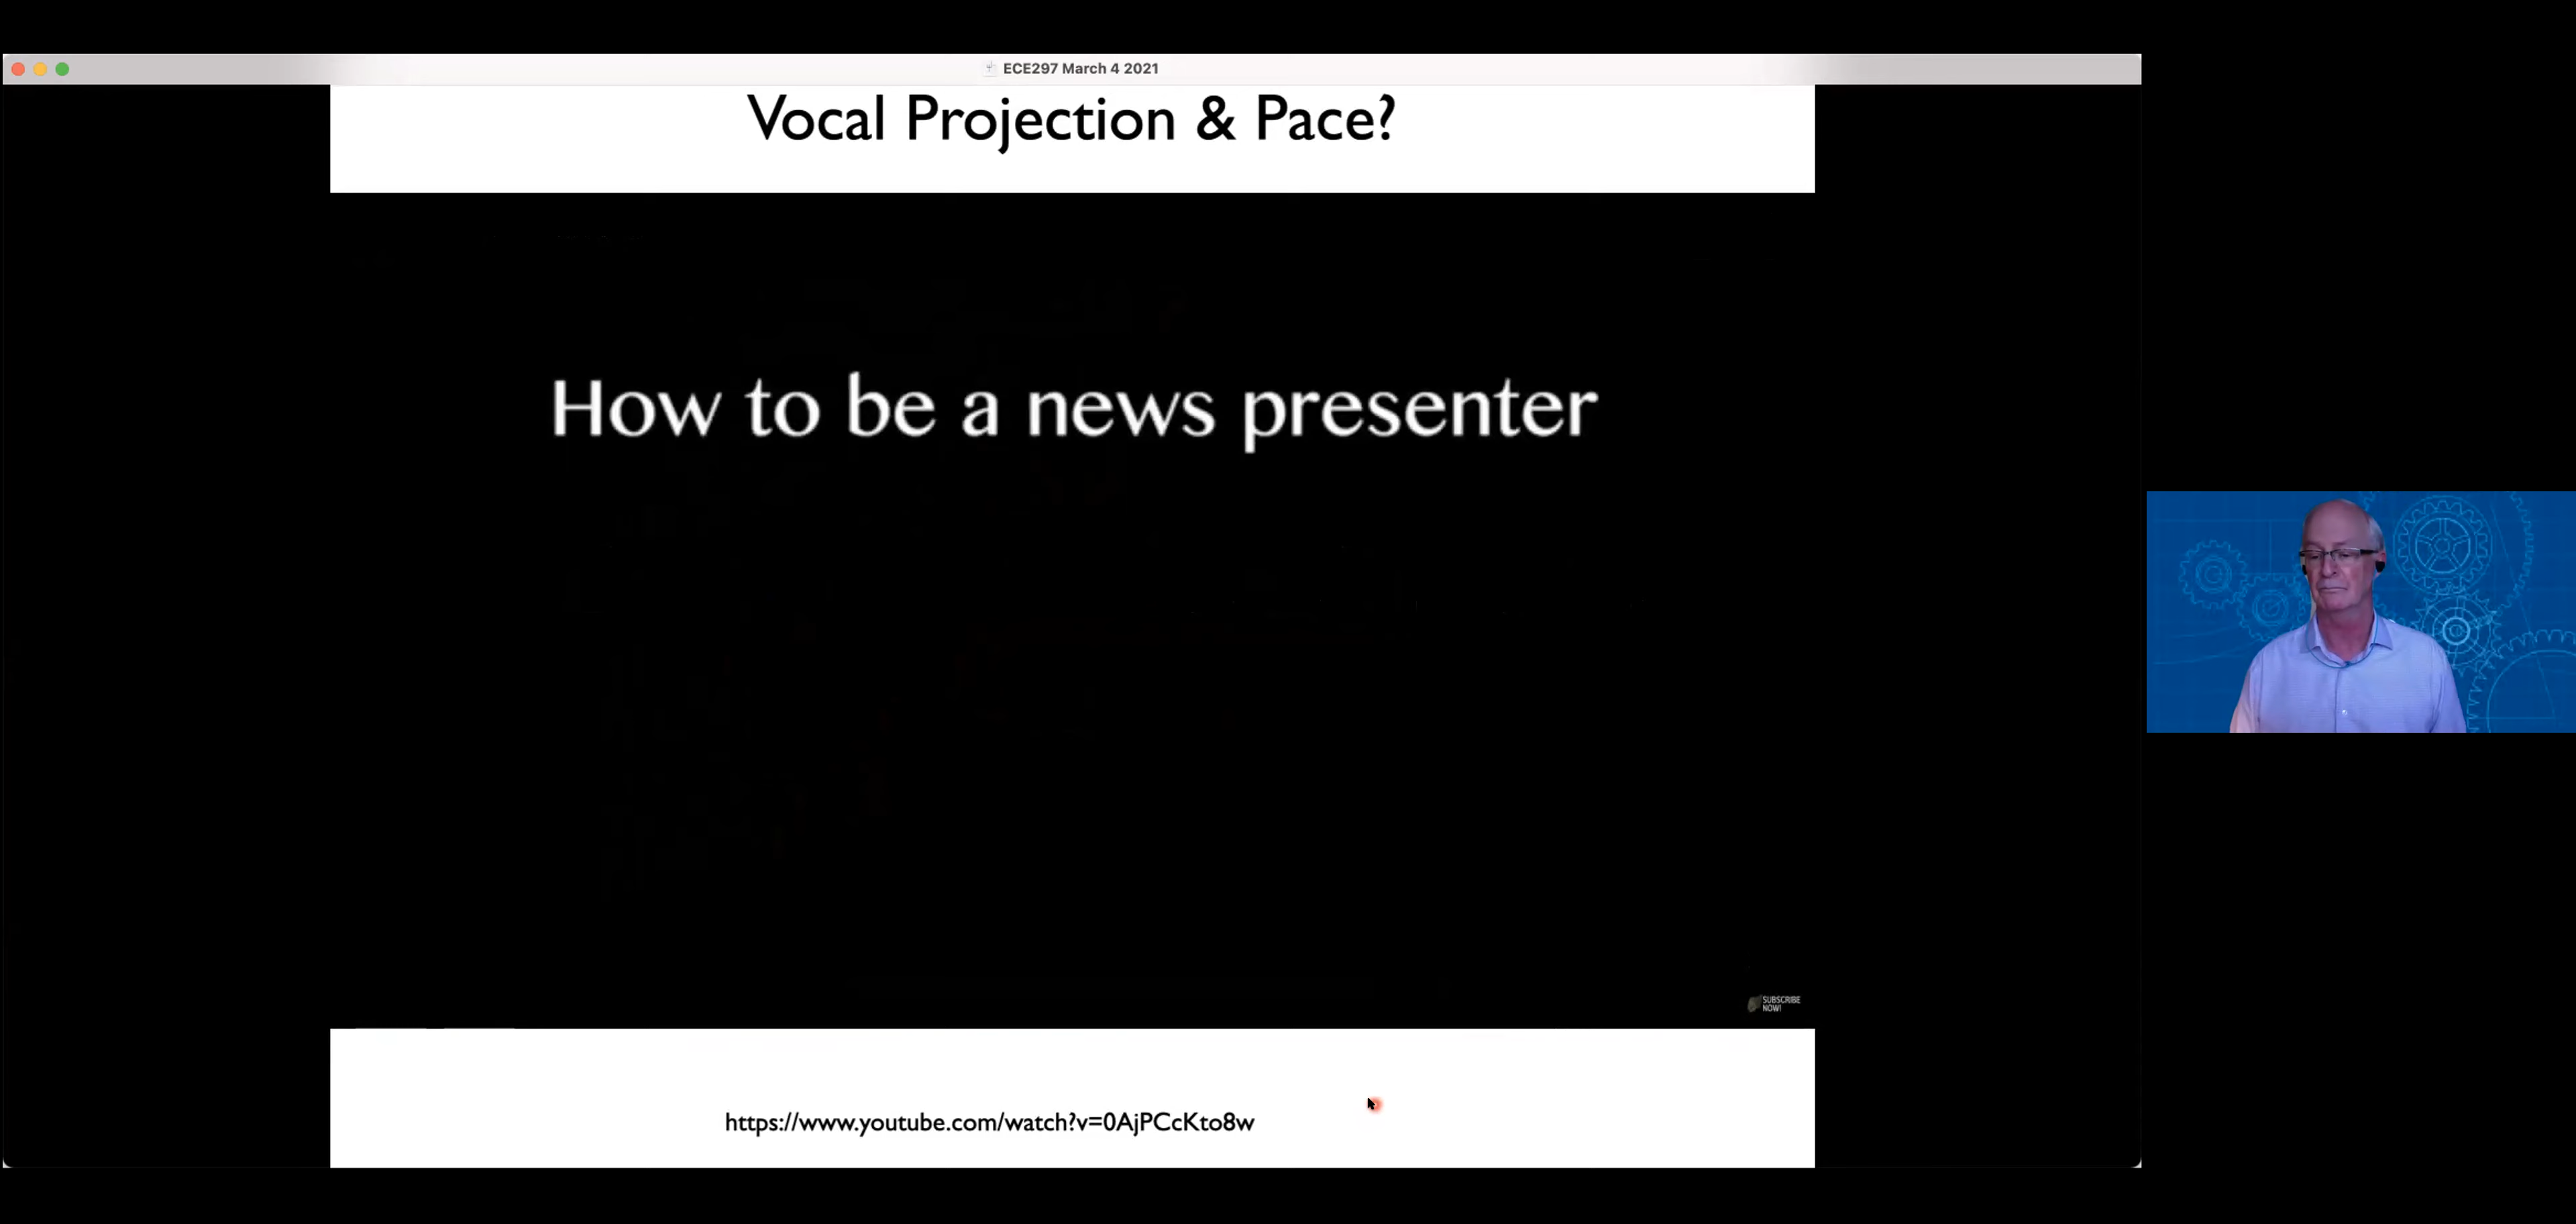 ECE297 March 4 2021
Vocal Projection & Pace?
How to be a news presenter
SUBSCRIBE
NOW!
https://www.youtube.com/watch?v=0AjPCcKto8w